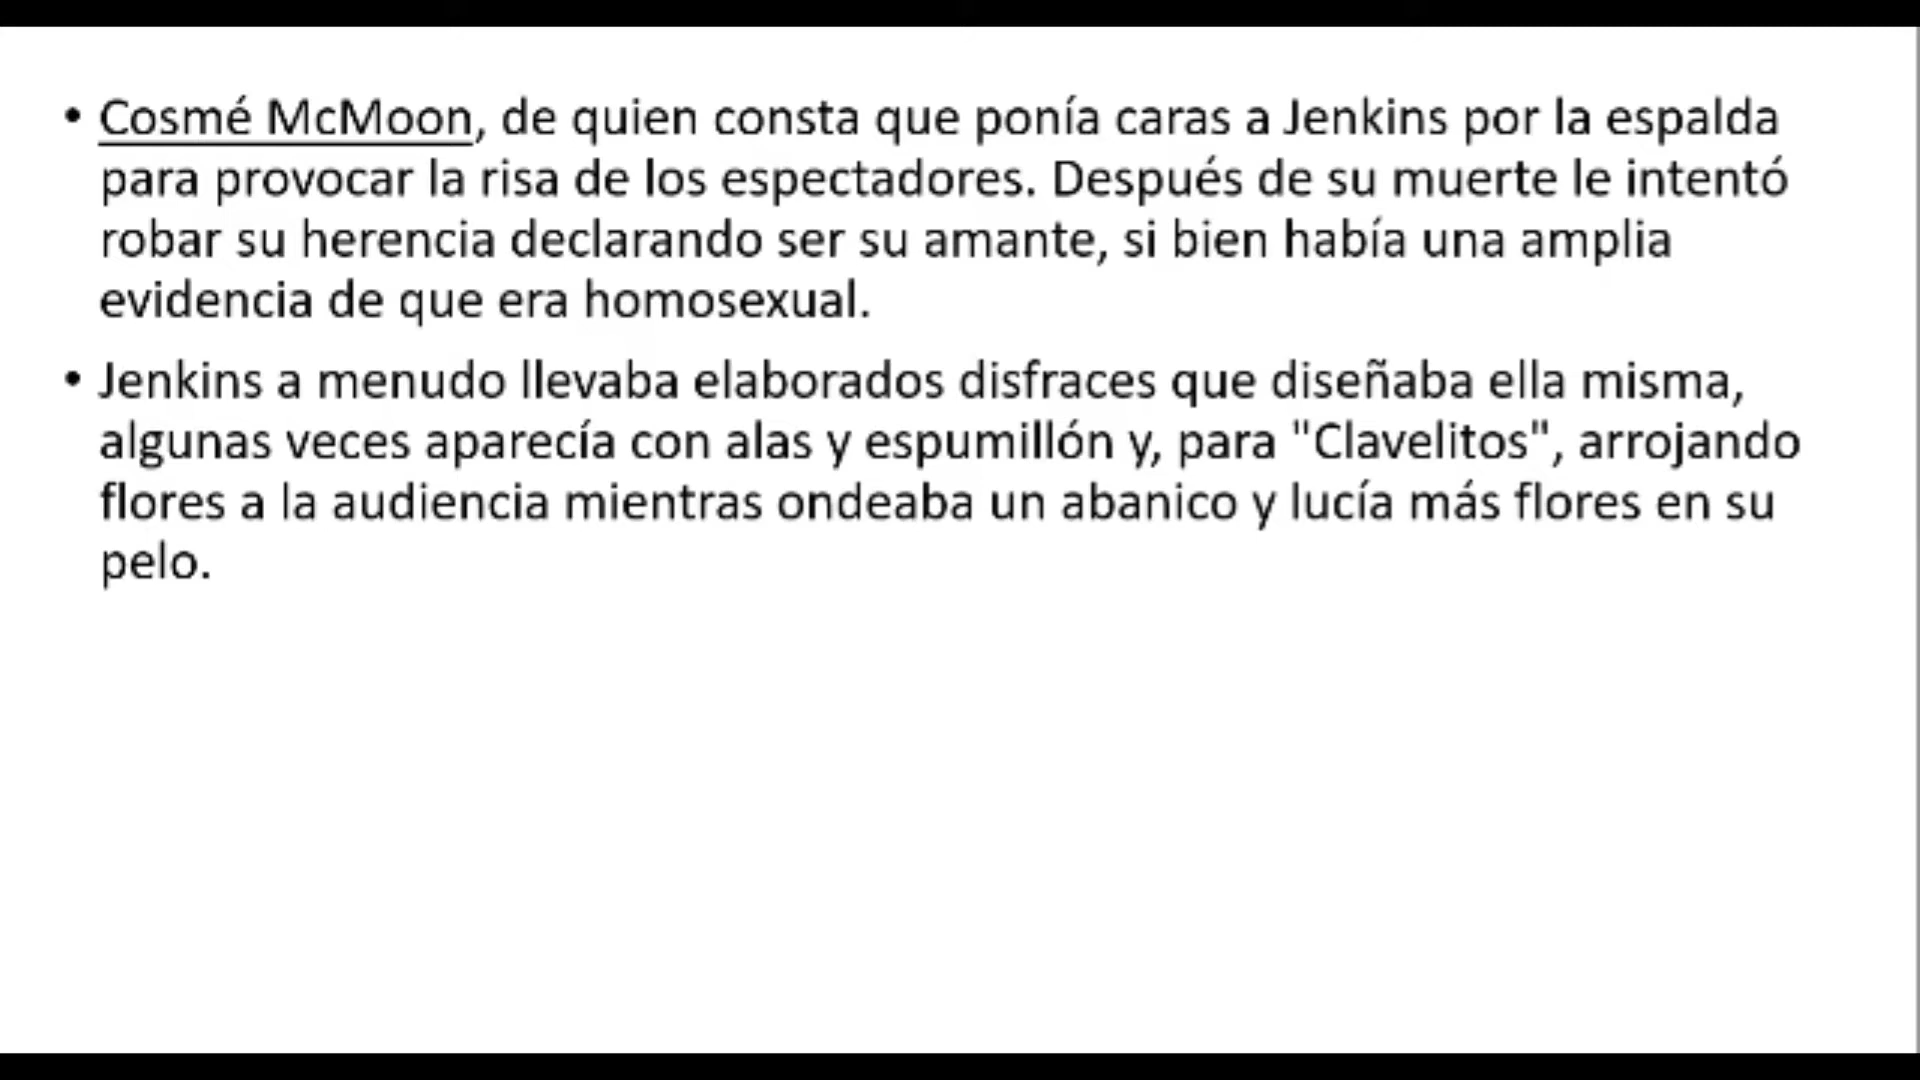 • Cosmé McMoon, de quien consta que ponía caras a Jenkins por la espalda
para provocar la risa de los espectadores. Después de su muerte le intentó
robar su herencia declarando ser su amante, si bien había una amplia
evidencia de que era homosexual.
• Jenkins a menudo llevaba elaborados disfraces que diseñaba ella misma,
algunas veces aparecía con alas y espumillón y, para "Clavelitos", arrojando
flores a la audiencia mientras ondeaba un abanico y lucía más flores en su
pelo.